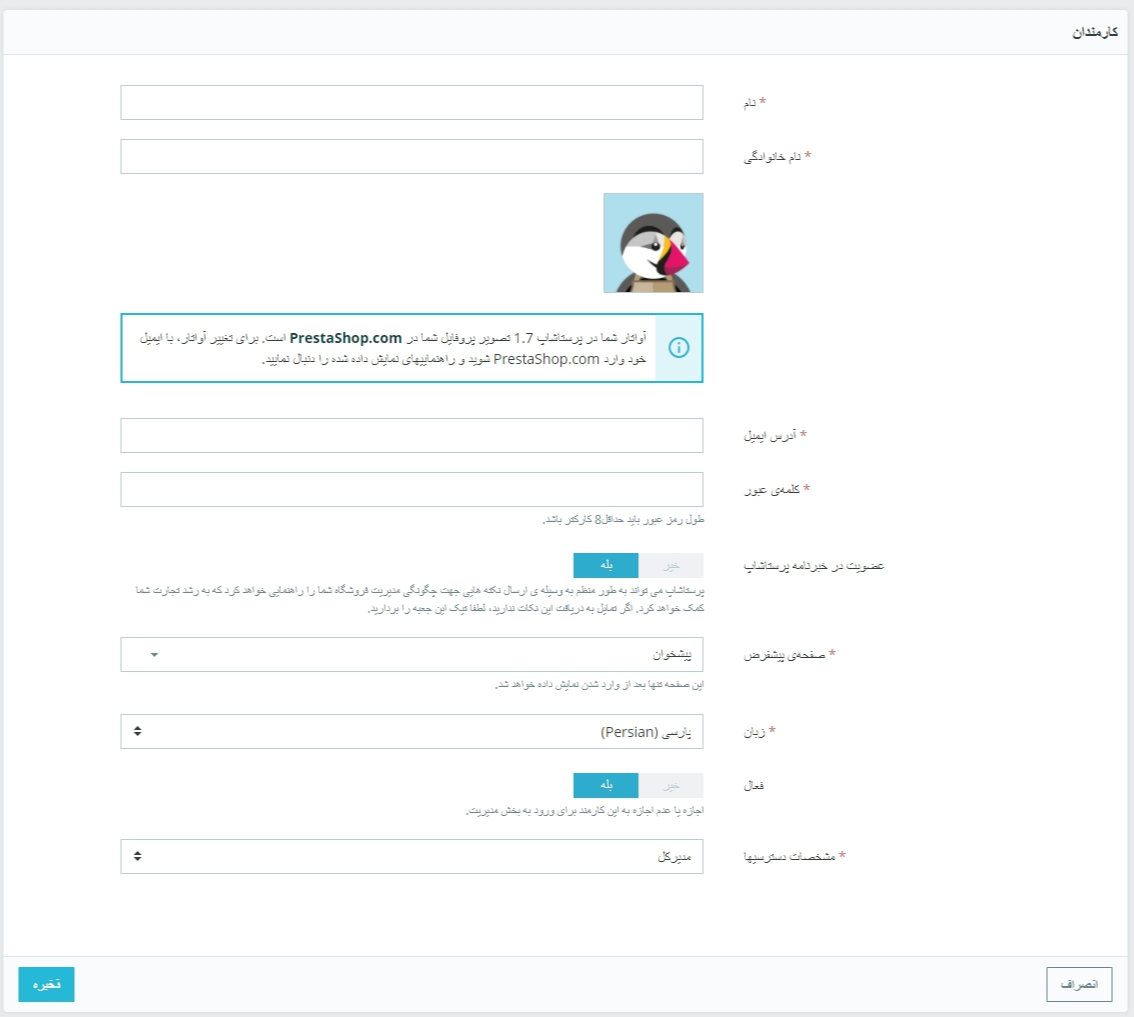 کارمندان
* نام
* نام خانوادگی
آواتار شما در پرستاشاپ 1.7 تصویر پروفایل شما در PrestaShop.com است. برای تغییر آواتار، با ایمیل
خود وارد PrestaShop.com شوید و راهنماییهای نمایش داده شده را دنبال نمایید.
* آدرس ایمیل
* کلمه‌ی عبور
طول رمز عبور باید حداقل8 کارکتر باشد.
عضویت در خبرنامه پرستاشاپ
خیر بله
پرستاشاپ می تواند به طور منظم به وسیله ی ارسال نکته هایی جهت چگونگی مدیریت فروشگاه شما را راهنمایی خواهد کرد که به رشد تجارت شما
کمک خواهد کرد. اگر تمایل به دریافت این نکات ندارید، لطفا تیک این جعبه را بردارید.
* صفحه‌ی پیشفرض
پیشخوان
این صفحه تنها بعد از وارد شدن نمایش داده خواهد شد.
* زبان
پارسی (Persian)
فعال
خیر بله
اجازه یا عدم اجازه به این کارمند برای ورود به بخش مدیریت.
* مشخصات دسترسیها
مدیرکل
انصراف
ذخیره